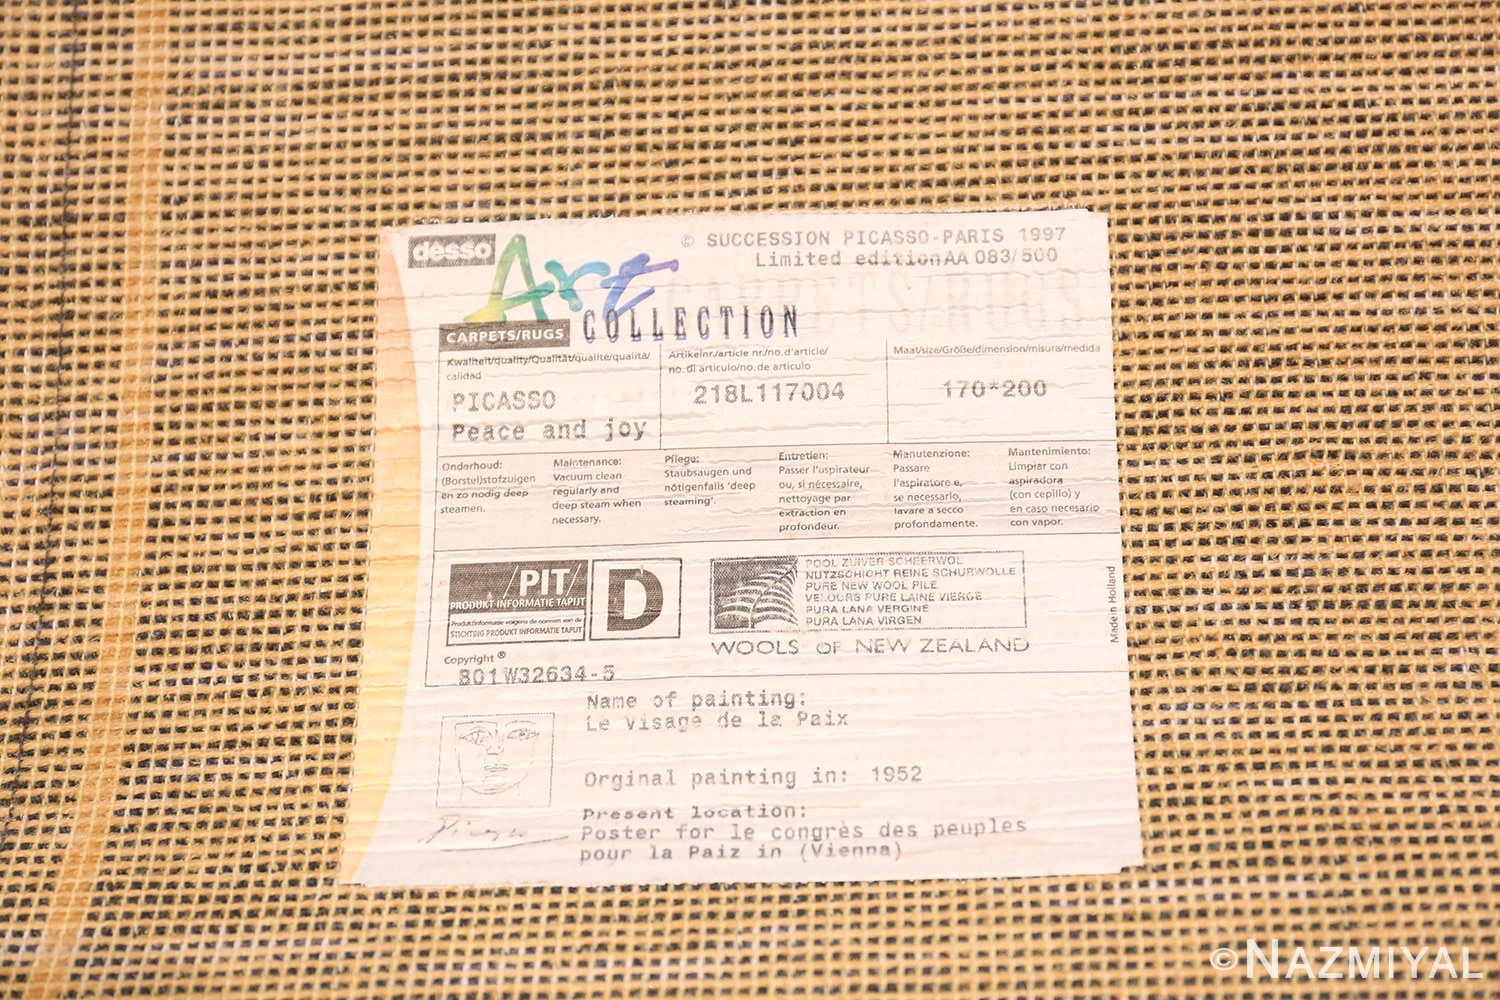 desso
Art
CARPETS/RUGS
COLLECTION
© SUCCESSION PICASSO-PARIS 1997
Limited edition AA 083/500
Kwaliteit/quality/Qualität/qualité/qualità/
calidad
PICASSO
Peace and joy
Artikelnr./article nr./no.d'article/
no. di articulo/no. de articulo
218L117004
Maat/size/Größe/dimension/misura/medida
170*200
Onderhoud:
(Borstel)stofzuigen
en zo nodig deep
steamen.
Maintenance:
Vacuum clean
regularly and
deep steam when
necessary.
Pflege:
Staubsaugen und
nötigenfalls 'deep
steaming'.
Entretien:
Passer l'uspirateur
ou, si nécessaire,
nettoyage par
extraction en
profondeur.
Manutenzione:
Passare
l'aspiratore e,
se necessario,
lavare a secco
profondamente.
Mantenimiento:
Limpiar con
aspiradora
(con cepillo) y
en caso necesario
con vapor.
/PIT/
PRODUKT INFORMATIE TAPIJT
Produktinformatie volgens de normen van de
STICHTING PRODUKT INFORMATIE TAPIJT
D
POOL ZUIVER SCHEERWOL
NUTZSCHICHT REINE SCHURWOLLE
PURE NEW WOOL PILE
VELOURS PURE LAINE VIERGE
PURA LANA VERGINE
PURA LANA VIRGEN
WOOLS OF NEW ZEALAND
Made in Holland
Copyright ®
B01W32634-5
Name of painting:
Le visage de la Paix
Orginal painting in: 1952
Present location:
Poster for le congrès des peuples
pour la Paiz in (Vienna)
Picasso
© NAZMIYAL